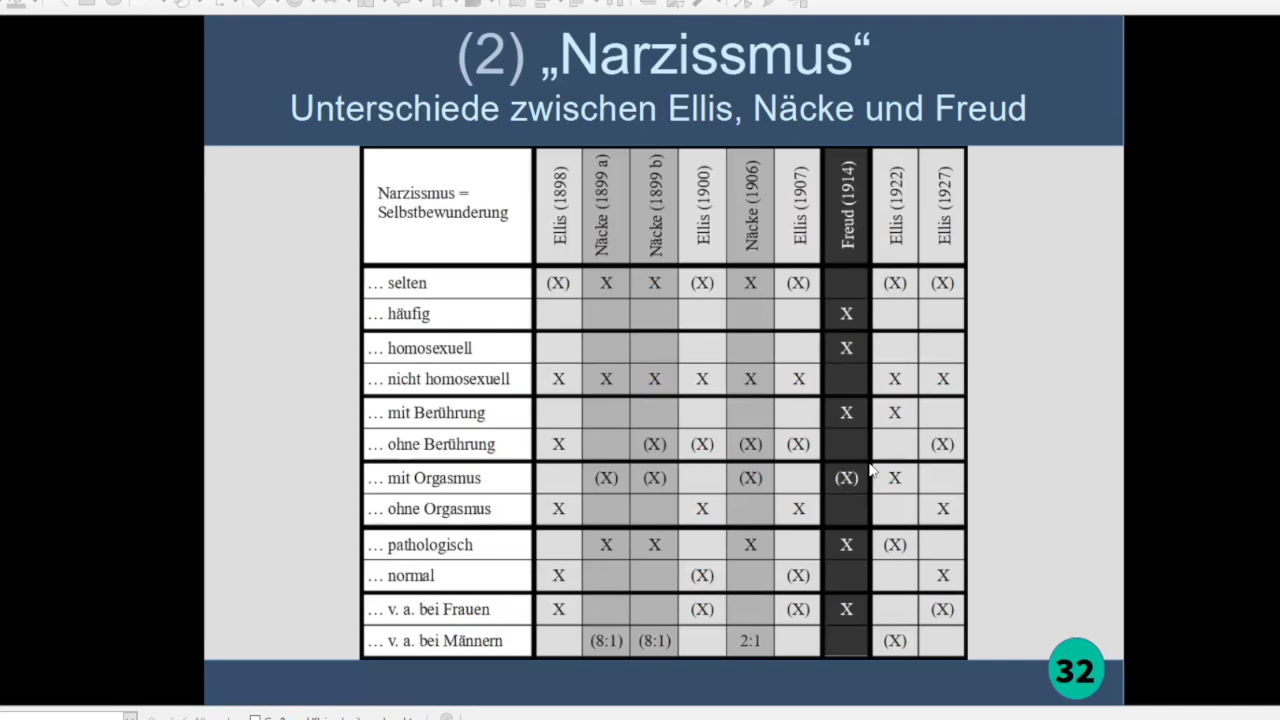 (2) „Narzissmus“
Unterschiede zwischen Ellis, Näcke und Freud
Narzissmus =
Selbstbewunderung
Ellis (1898)
Näcke (1899 a)
Näcke (1899 b)
Ellis (1900)
Näcke (1906)
Ellis (1907)
Freud (1914)
Ellis (1922)
Ellis (1927)
… selten (X) X X (X) X (X) (X) (X)
… häufig X
… homosexuell X
… nicht homosexuell X X X X X X X X
… mit Berührung X X
… ohne Berührung X (X) (X) (X) (X) (X)
… mit Orgasmus (X) (X) (X) (X) X
… ohne Orgasmus X X X X
… pathologisch X X X X (X)
… normal X (X) (X) X
… v. a. bei Frauen X (X) (X) X (X)
… v. a. bei Männern (8:1) (8:1) 2:1 (X)
32